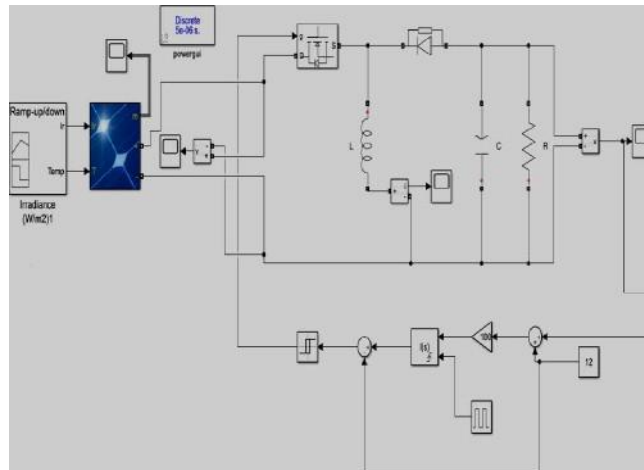 Discrete
5e-06 s.
powergui
Ramp-up/down
Ir
Temp
Irradiance
(W/m2)1
g
D
S
v
L
C
R
100
I(s)
12